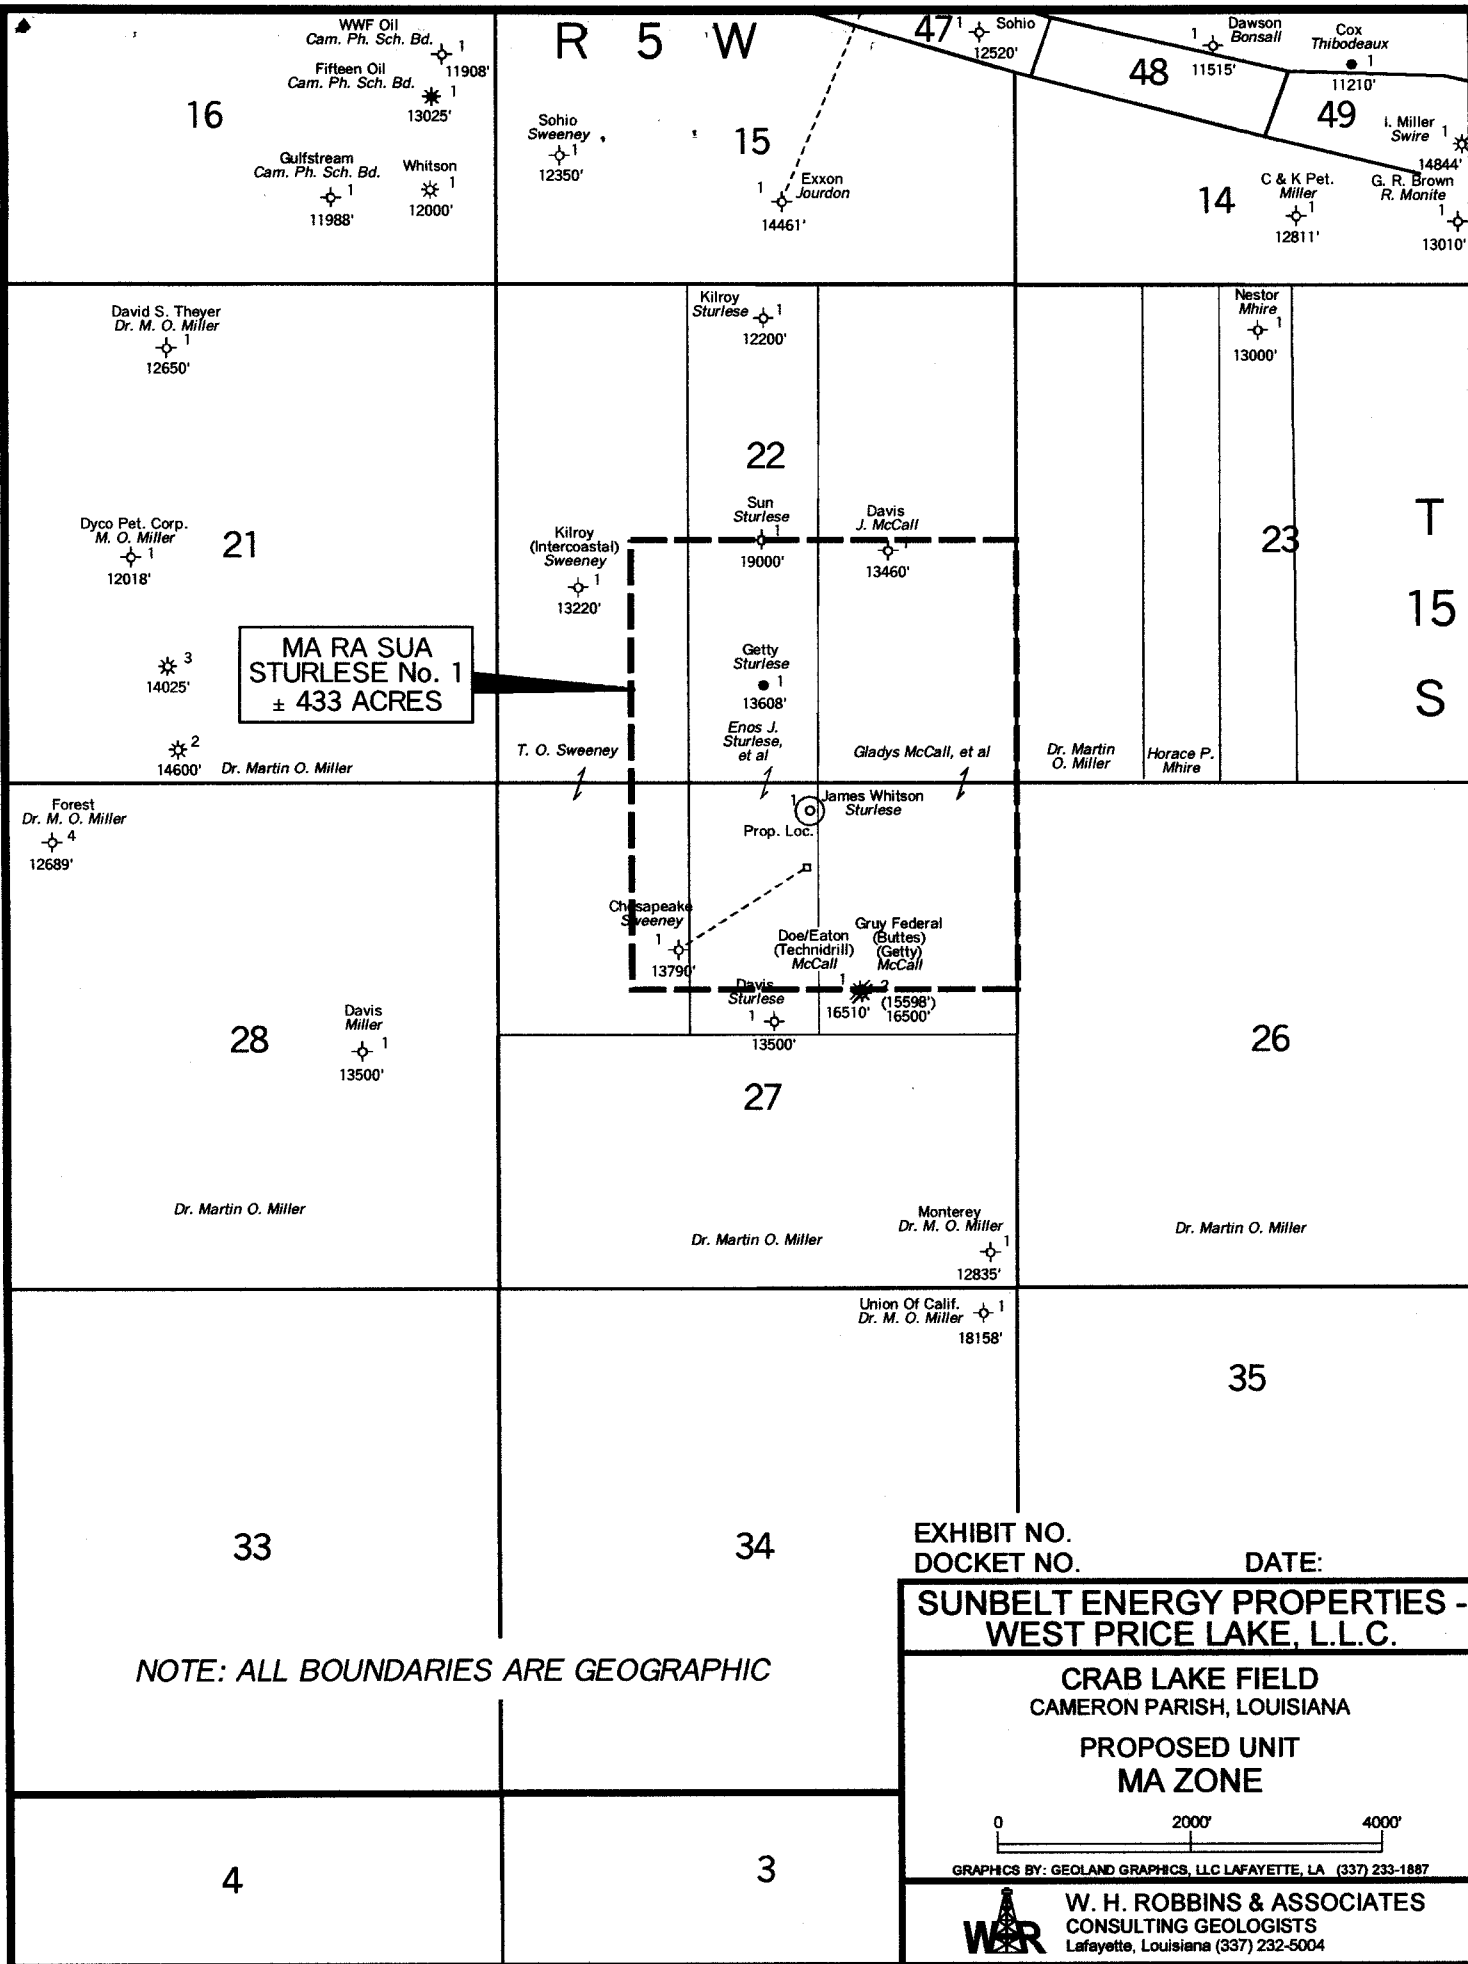 R 5 W
WWF Oil
Cam. Ph. Sch. Bd.
1
11908'
Fifteen Oil
Cam. Ph. Sch. Bd.
1
13025'
16
Gulfstream
Cam. Ph. Sch. Bd.
1
11988'
Whitson
1
12000'
Sohio
Sweeney
1
12350'
15
Exxon
Jourdon
1
14461'
47
1
Sohio
12520'
48
Dawson
Bonsall
1
11515'
Cox
Thibodeaux
1
11210'
49
I. Miller
Swire
1
14844'
14
C & K Pet.
Miller
1
12811'
G. R. Brown
R. Monite
1
13010'
David S. Theyer
Dr. M. O. Miller
1
12650'
Kilroy
Sturlese
1
12200'
Nestor
Mhire
1
13000'
22
Dyco Pet. Corp.
M. O. Miller
1
12018'
21
Kilroy
(Intercoastal)
Sweeney
1
13220'
Sun
Sturlese
1
19000'
Davis
J. McCall
1
13460'
23
T
15
S
MA RA SUA
STURLESE No. 1
± 433 ACRES
3
14025'
2
14600'
Dr. Martin O. Miller
Getty
Sturlese
1
13608'
T. O. Sweeney
Enos J.
Sturlese,
et al
Gladys McCall, et al
Dr. Martin
O. Miller
Horace P.
Mhire
Forest
Dr. M. O. Miller
4
12689'
1
James Whitson
Sturlese
Prop. Loc.
Chesapeake
Sweeney
1
13790'
Doe/Eaton
(Technidrill)
McCall
1
16510'
Gruy Federal
(Buttes)
(Getty)
McCall
2
(15598')
16500'
Davis
Sturlese
1
13500'
28
Davis
Miller
1
13500'
27
26
Dr. Martin O. Miller
Dr. Martin O. Miller
Monterey
Dr. M. O. Miller
1
12835'
Dr. Martin O. Miller
Union Of Calif.
Dr. M. O. Miller
1
18158'
35
33
34
EXHIBIT NO.
DOCKET NO. DATE:
NOTE: ALL BOUNDARIES ARE GEOGRAPHIC
4
3
SUNBELT ENERGY PROPERTIES -
WEST PRICE LAKE, L.L.C.
CRAB LAKE FIELD
CAMERON PARISH, LOUISIANA
PROPOSED UNIT
MA ZONE
0 2000' 4000'
GRAPHICS BY: GEOLAND GRAPHICS, LLC LAFAYETTE, LA (337) 233-1887
W R
W. H. ROBBINS & ASSOCIATES
CONSULTING GEOLOGISTS
Lafayette, Louisiana (337) 232-5004